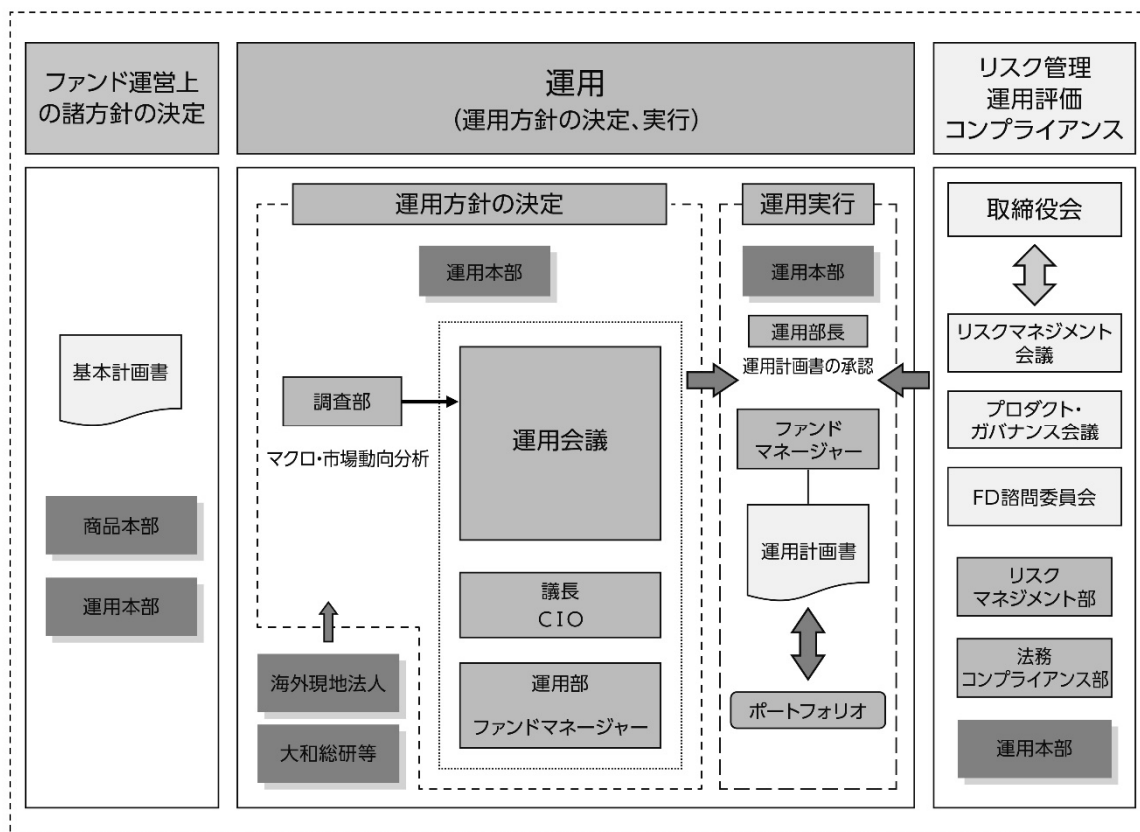 ファンド運営上
の諸方針の決定
基本計画書
商品本部
運用本部
運用
(運用方針の決定、実行)
運用方針の決定
運用本部
調査部
マクロ・市場動向分析
運用会議
議長
CIO
運用部
ファンドマネージャー
海外現地法人
大和総研等
運用実行
運用本部
運用部長
運用計画書の承認
ファンド
マネージャー
運用計画書
ポートフォリオ
リスク管理
運用評価
コンプライアンス
取締役会
リスクマネジメント
会議
プロダクト・
ガバナンス会議
FD諮問委員会
リスク
マネジメント部
法務
コンプライアンス部
運用本部